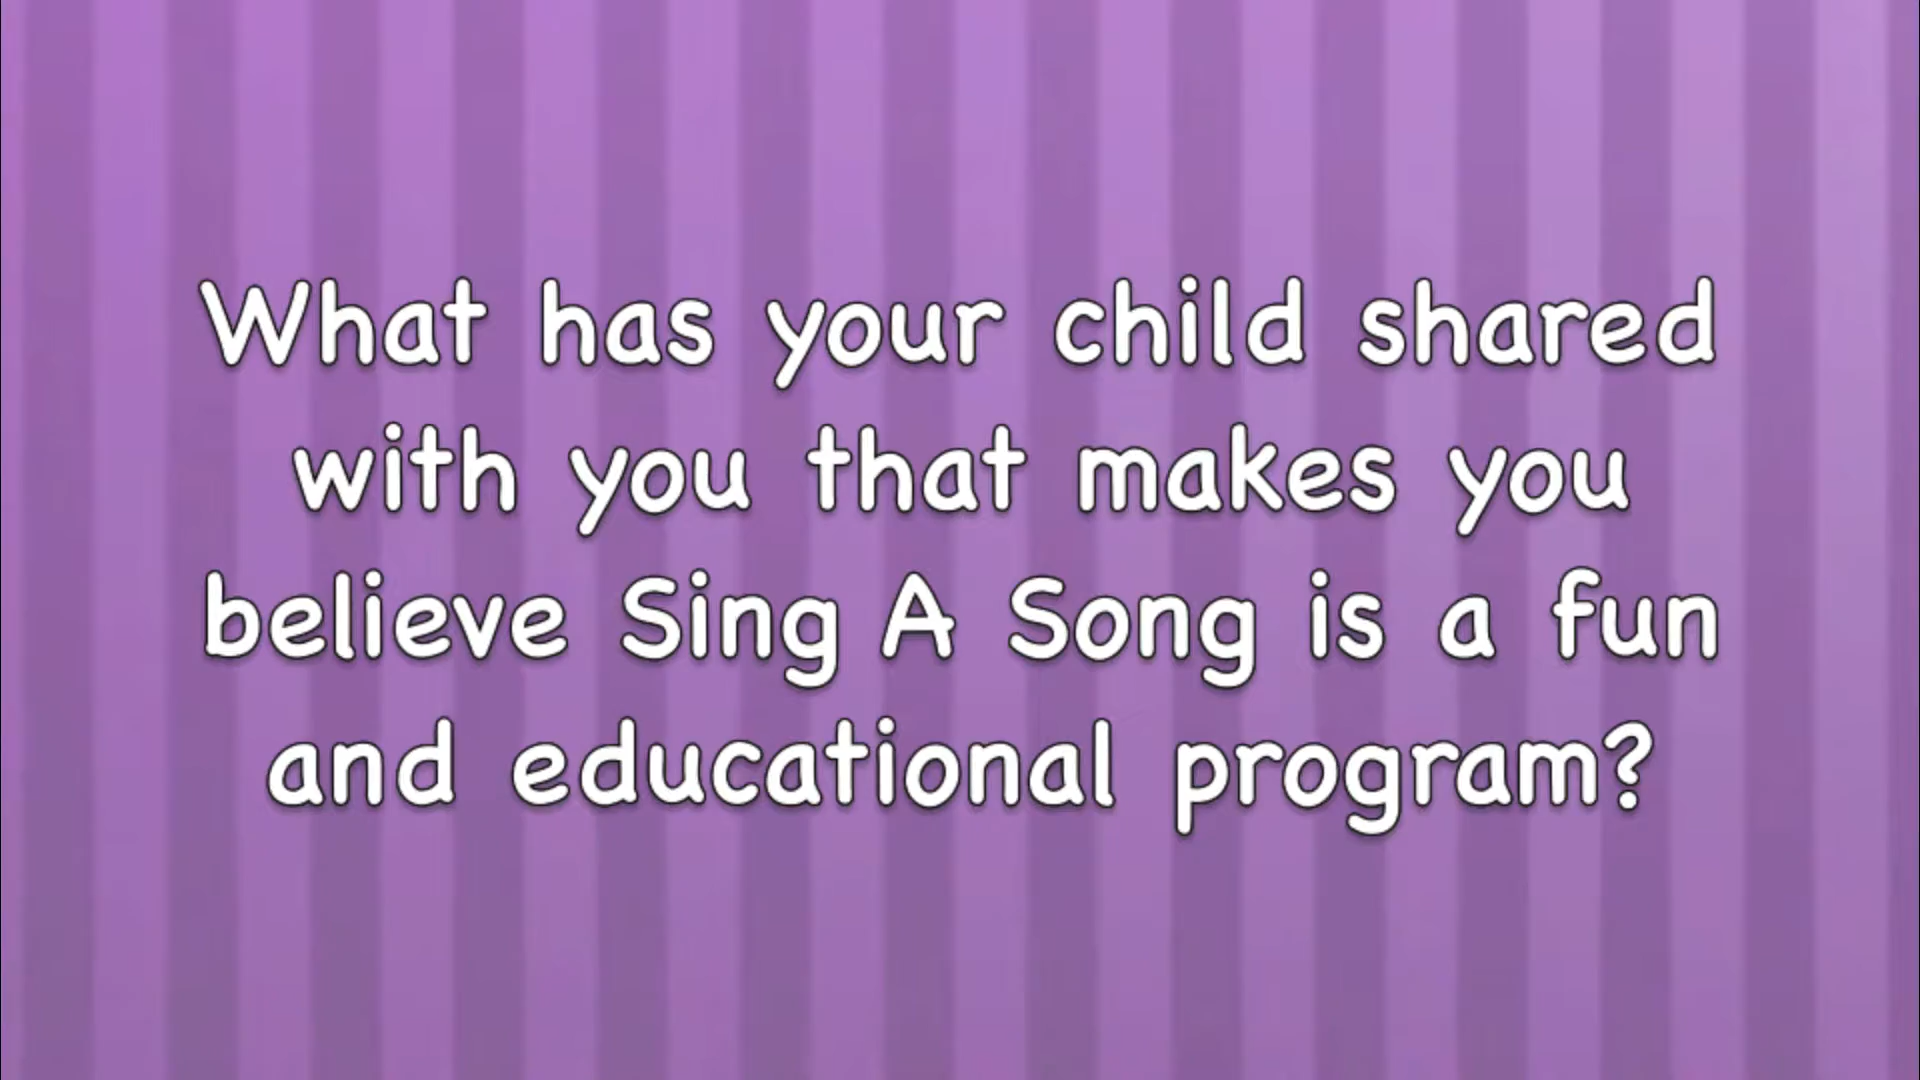 What has your child shared
with you that makes you
believe Sing A Song is a fun
and educational program?